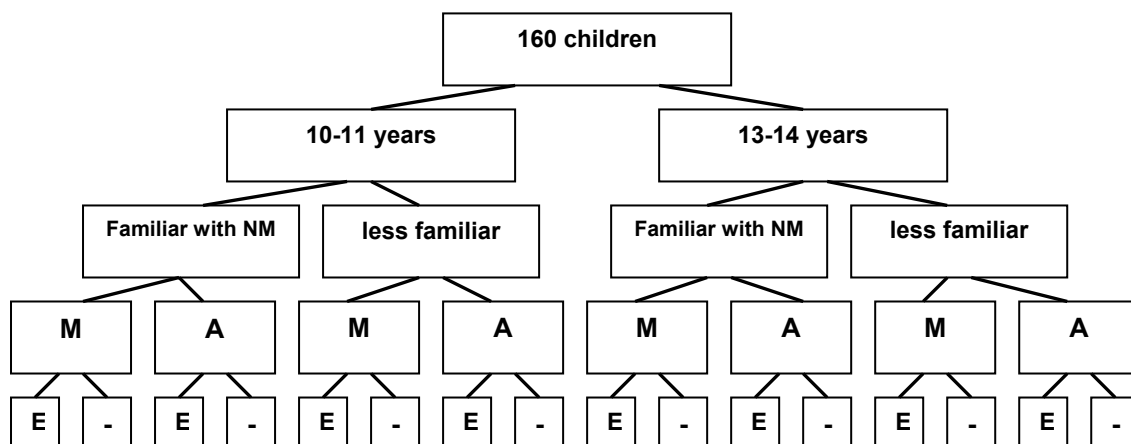 160 children
10-11 years 13-14 years
Familiar with NM less familiar Familiar with NM less familiar
M A M A M A M A
E - E - E - E - E - E - E - E -